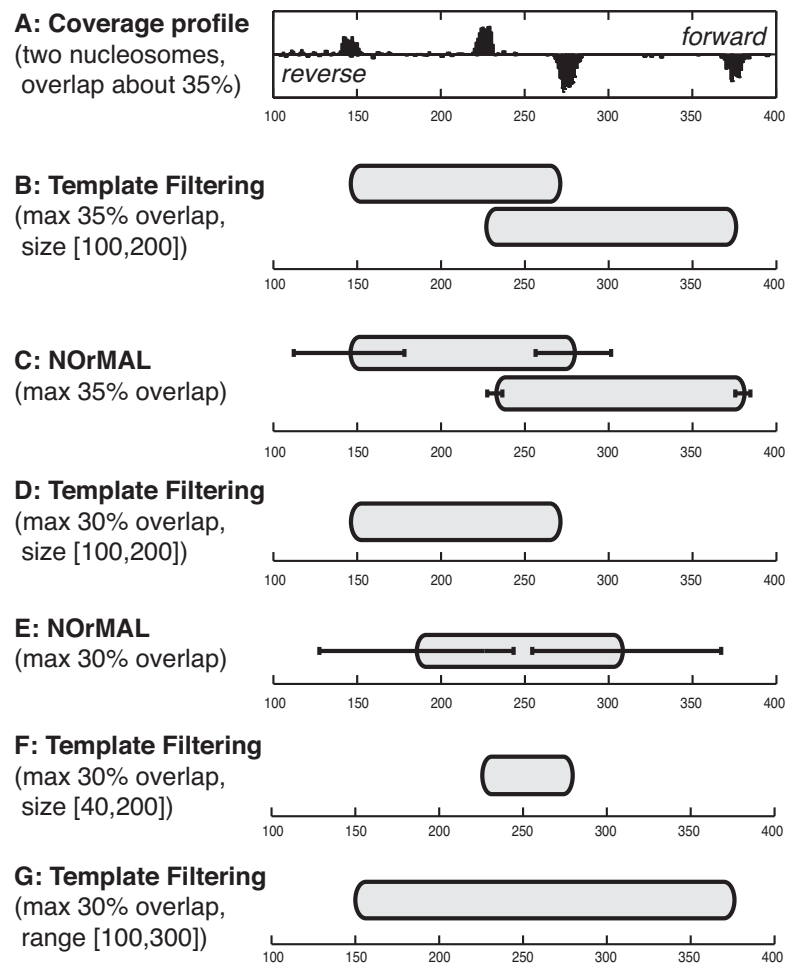 A: Coverage profile
(two nucleosomes,
overlap about 35%)
forward
reverse
100 150 200 250 300 350 400
B: Template Filtering
(max 35% overlap,
size [100,200])
100 150 200 250 300 350 400
C: NOrMAL
(max 35% overlap)
100 150 200 250 300 350 400
D: Template Filtering
(max 30% overlap,
size [100,200])
100 150 200 250 300 350 400
E: NOrMAL
(max 30% overlap)
100 150 200 250 300 350 400
F: Template Filtering
(max 30% overlap,
size [40,200])
100 150 200 250 300 350 400
G: Template Filtering
(max 30% overlap,
range [100,300])
100 150 200 250 300 350 400